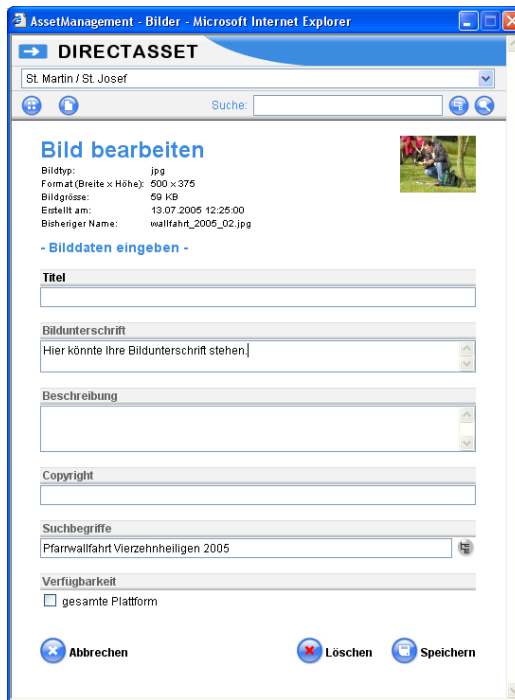 AssetManagement - Bilder - Microsoft Internet Explorer
DIRECTASSET
St. Martin / St. Josef
Suche:
Bild bearbeiten
Bildtyp: jpg
Format (Breite x Höhe): 500 x 375
Bildgrösse: 59 KB
Erstellt am: 13.07.2005 12:25:00
Bisheriger Name: wallfahrt_2005_02.jpg
- Bilddaten eingeben -
Titel
Bildunterschrift
Hier könnte Ihre Bildunterschrift stehen.
Beschreibung
Copyright
Suchbegriffe
Pfarrwallfahrt Vierzehnheiligen 2005
Verfügbarkeit
gesamte Plattform
Abbrechen Löschen Speichern